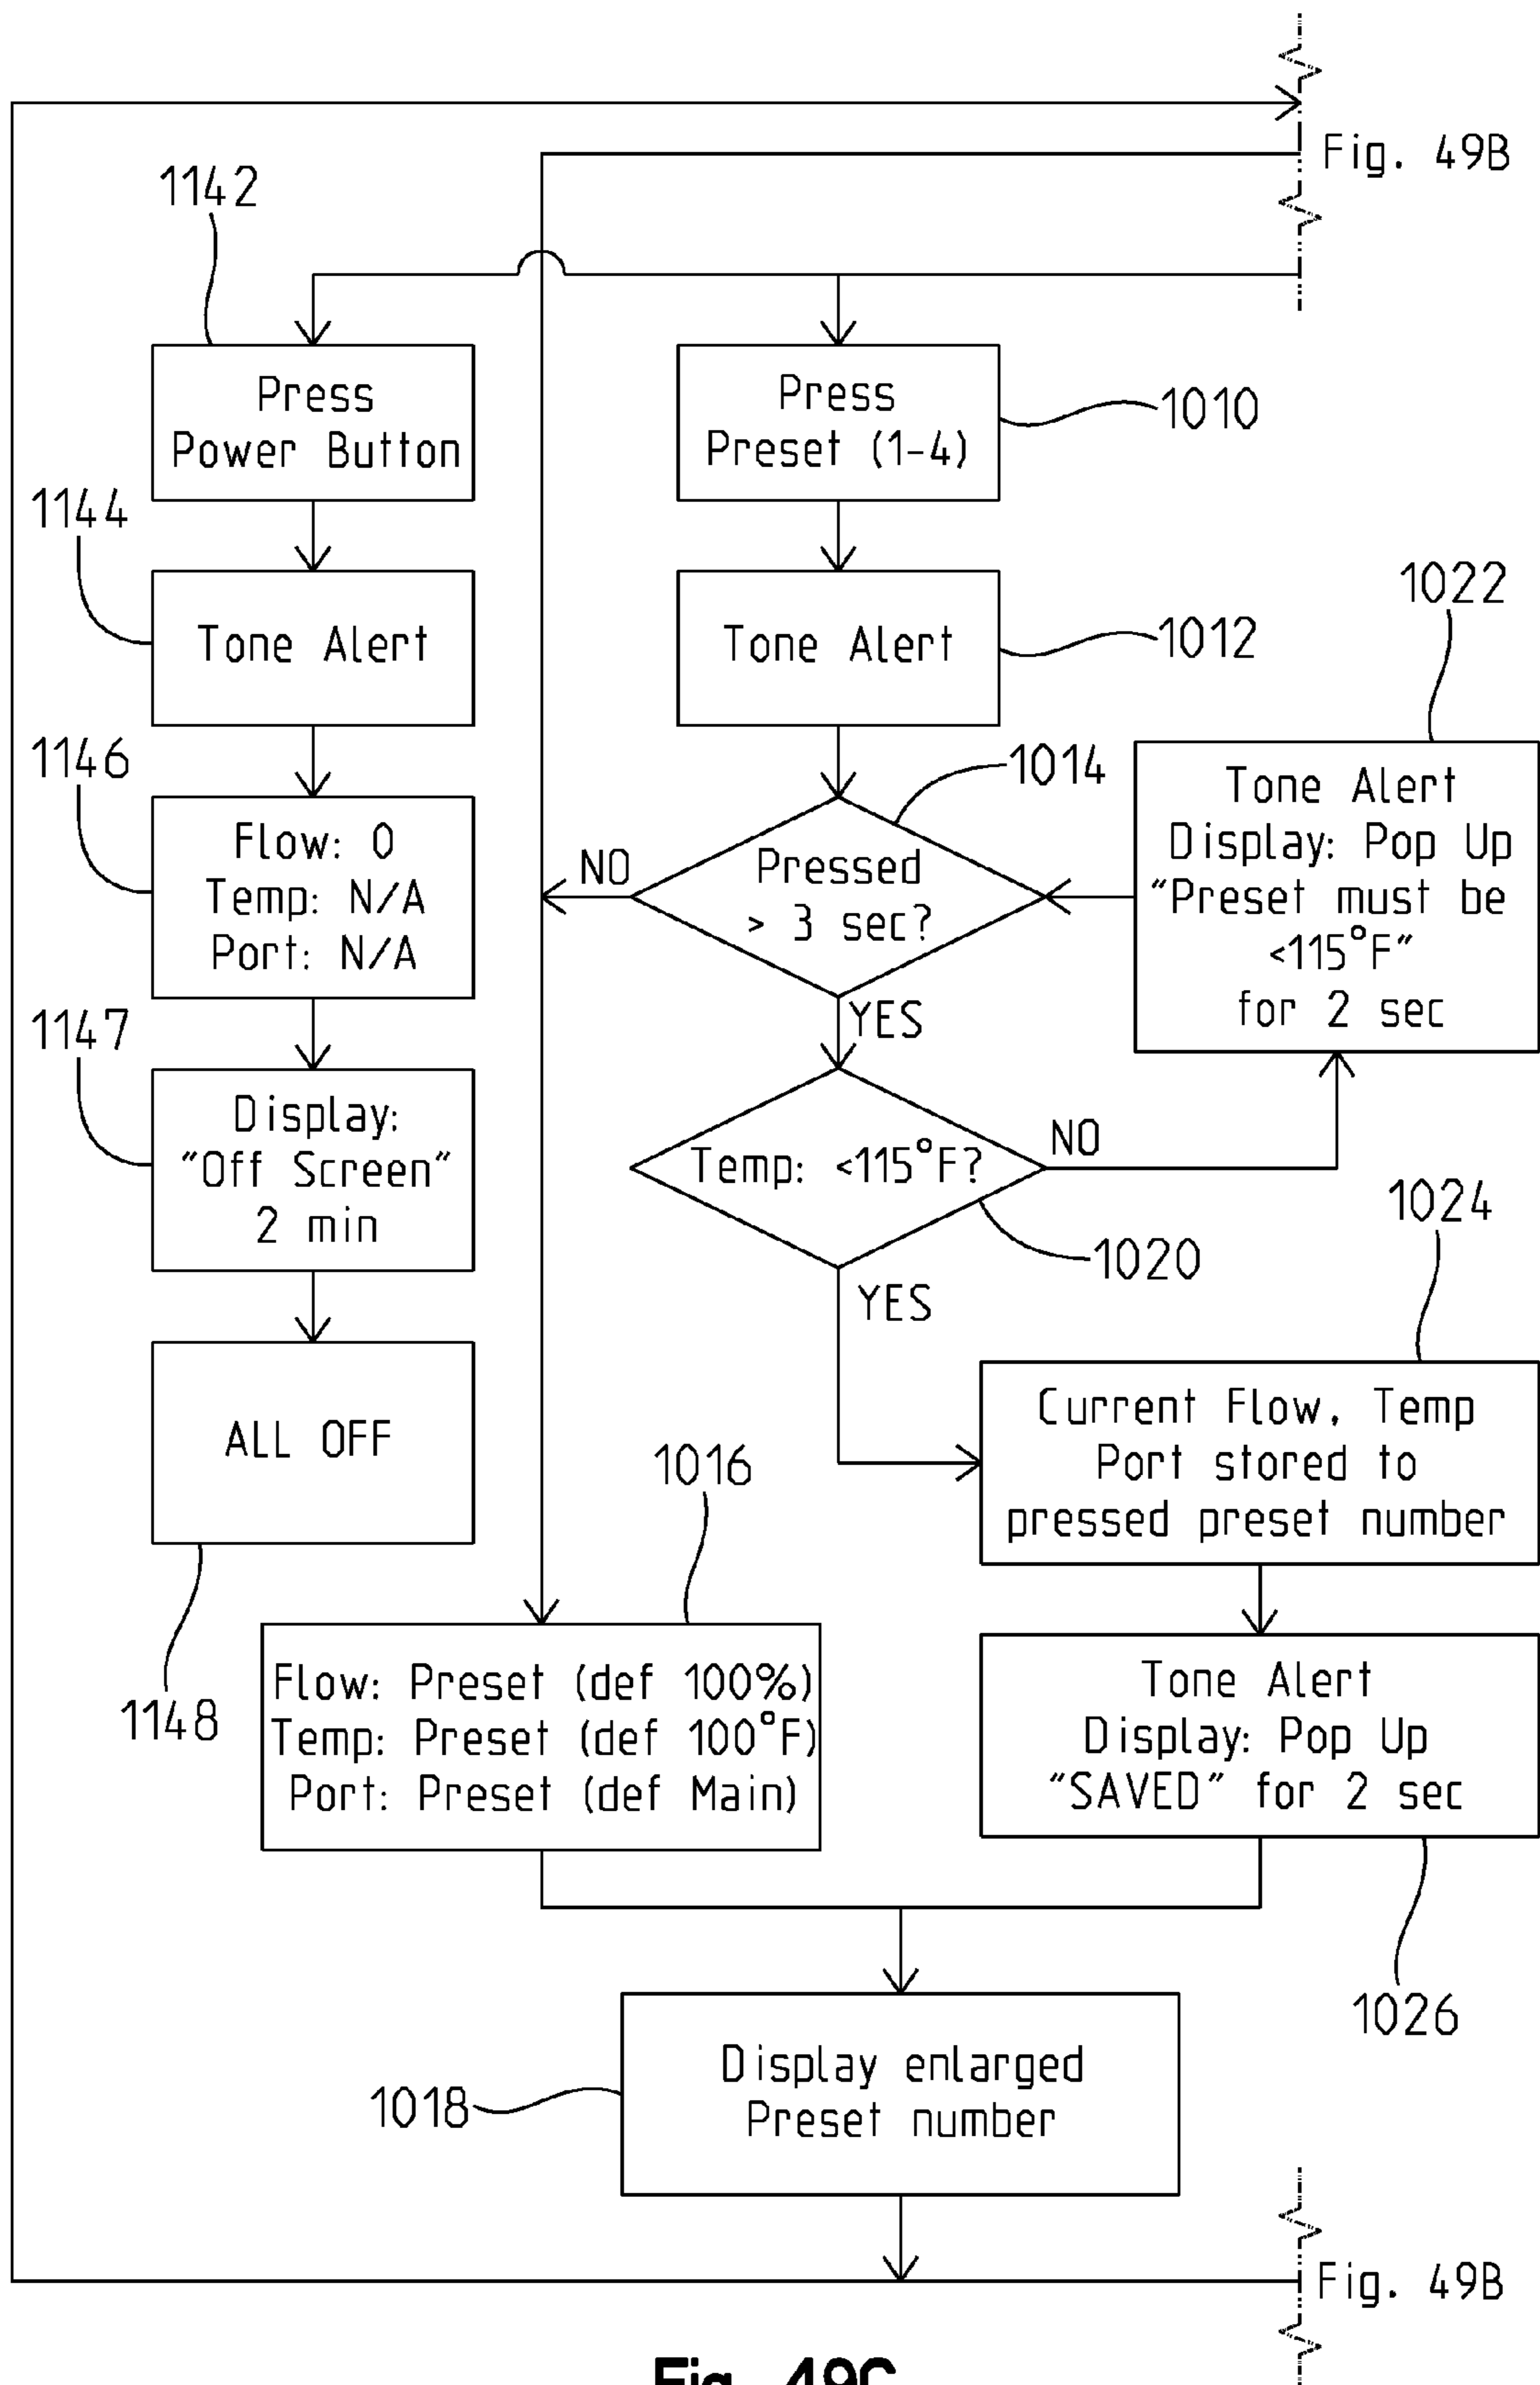 Fig. 49B
1142
Press
Power Button
1144
Tone Alert
1146
Flow: 0
Temp: N/A
Port: N/A
1147
Display:
"Off Screen"
2 min
ALL OFF
1148
Press
Preset (1-4)
1010
Tone Alert
1012
1014
Pressed
> 3 sec?
NO
YES
1022
Tone Alert
Display: Pop Up
"Preset must be
<115°F"
for 2 sec
Temp: <115°F?
NO
1020
YES
1024
Current Flow, Temp
Port stored to
pressed preset number
1016
Flow: Preset (def 100%)
Temp: Preset (def 100°F)
Port: Preset (def Main)
Tone Alert
Display: Pop Up
"SAVED" for 2 sec
1026
1018
Display enlarged
Preset number
Fig. 49B
Fig. 49C